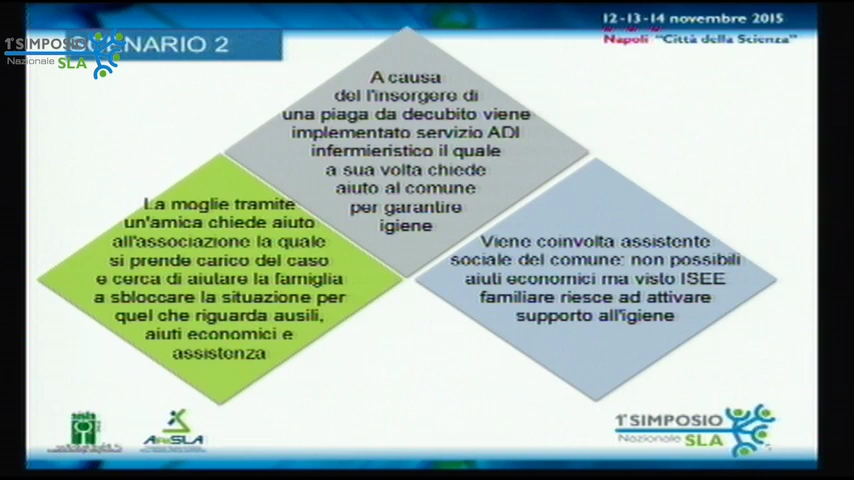 12-13-14 novembre 2015
Napoli "Città della Scienza"
1°SIMPOSIO
Nazionale SLA
SCENARIO 2
A causa
del l'insorgere di
una piaga da decubito viene
implementato servizio ADI
infermieristico il quale
a sua volta chiede
aiuto al comune
per garantire
igiene
La moglie tramite
un'amica chiede aiuto
all'associazione la quale
si prende carico del caso
e cerca di aiutare la famiglia
a sbloccare la situazione per
quel che riguarda ausili,
aiuti economici e
assistenza
Viene coinvolta assistente
sociale del comune: non possibili
aiuti economici ma visto ISEE
familiare riesce ad attivare
supporto all'igiene
aisla
AriSLA
1°SIMPOSIO
Nazionale SLA